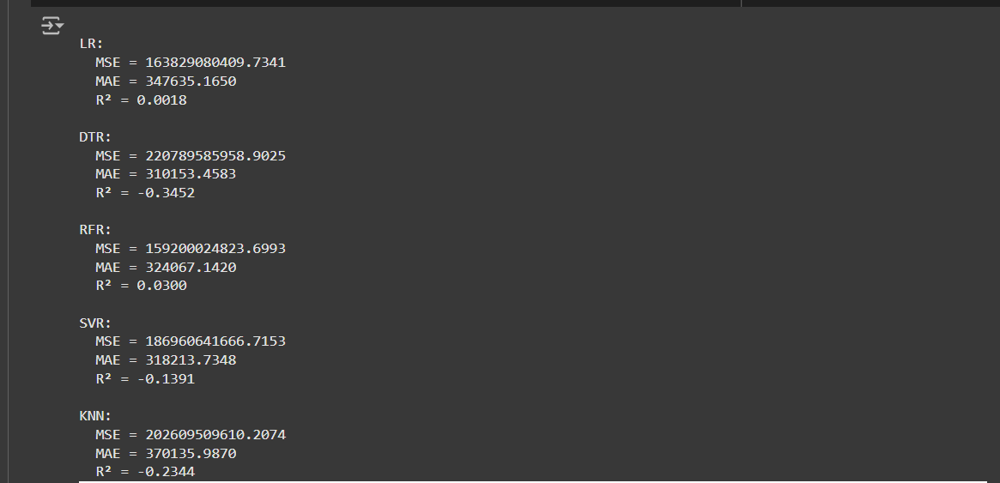 LR:
MSE = 163829080409.7341
MAE = 347635.1650
R² = 0.0018
DTR:
MSE = 220789585958.9025
MAE = 310153.4583
R² = -0.3452
RFR:
MSE = 159200024823.6993
MAE = 324067.1420
R² = 0.0300
SVR:
MSE = 186960641666.7153
MAE = 318213.7348
R² = -0.1391
KNN:
MSE = 202609509610.2074
MAE = 370135.9870
R² = -0.2344